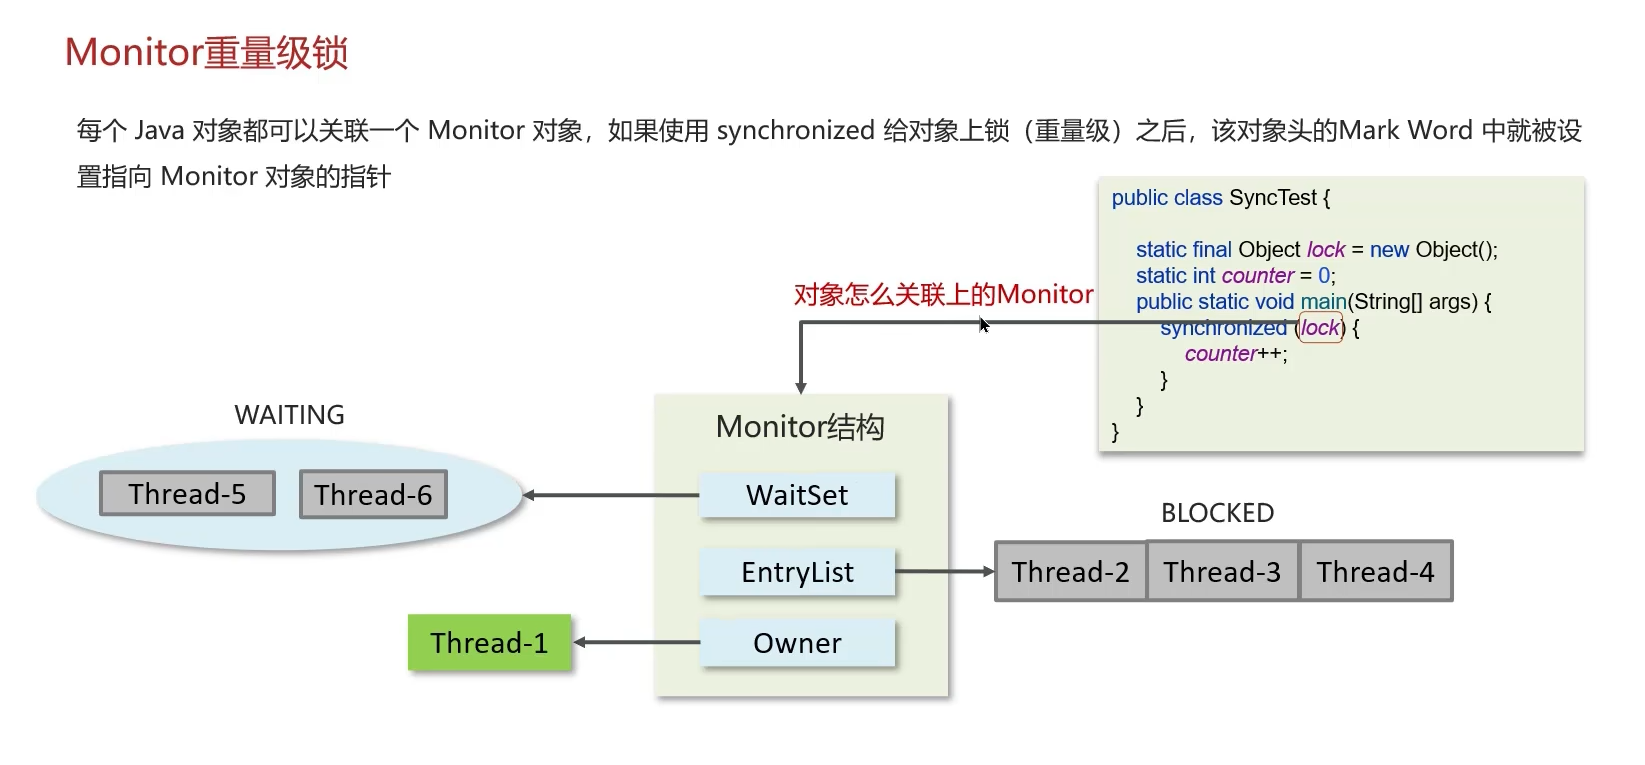 Monitor重量级锁
每个 Java 对象都可以关联一个 Monitor 对象，如果使用 synchronized 给对象上锁（重量级）之后，该对象头的Mark Word 中就被设
置指向 Monitor 对象的指针
public class SyncTest {
static final Object lock = new Object();
static int counter = 0;
public static void main(String[] args) {
synchronized (lock) {
counter++;
}
}
}
对象怎么关联上的Monitor
Monitor结构
WaitSet
EntryList
Owner
WAITING
Thread-5
Thread-6
BLOCKED
Thread-2
Thread-3
Thread-4
Thread-1